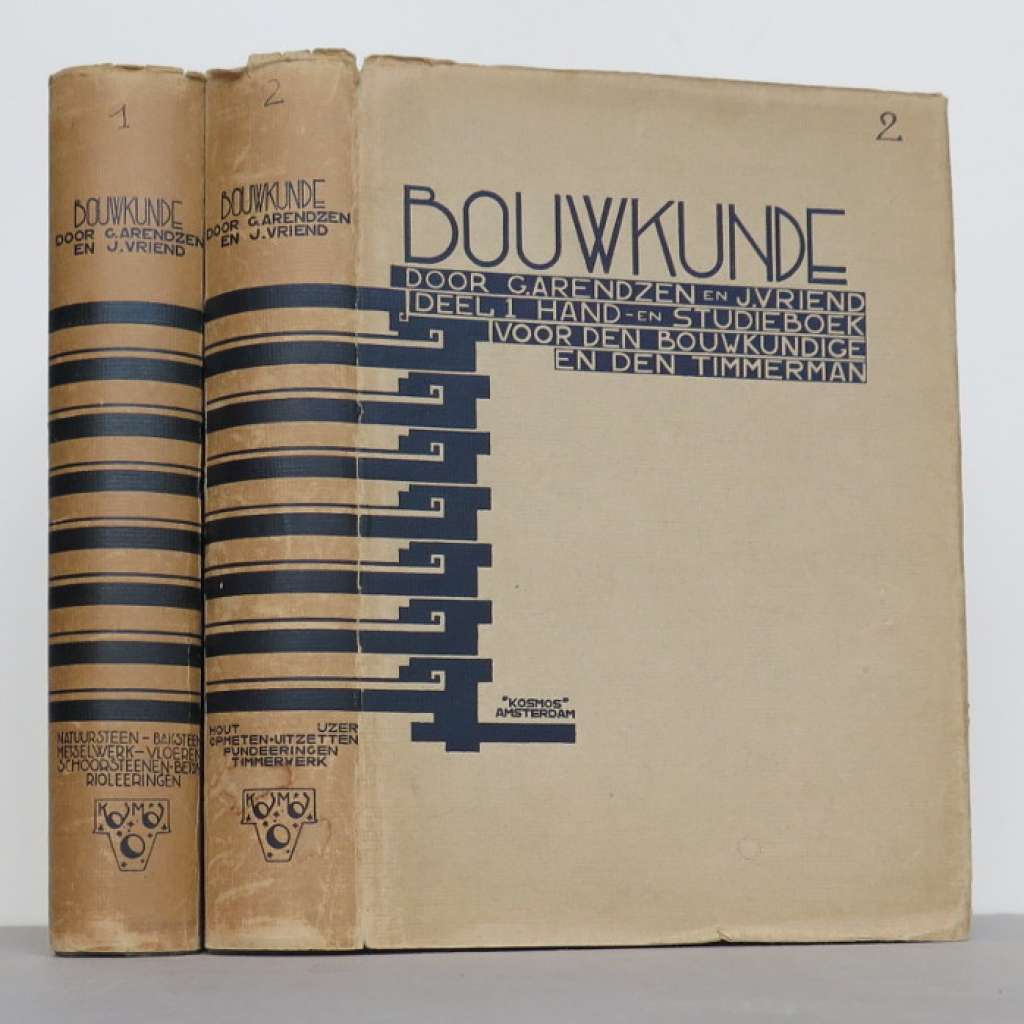 1
BOUWKUNDE
DOOR G.ARENDZEN
EN J.VRIEND
NATUURSTEEN - BAKSTEEN
METSELWERK - VLOEREN
SCHOORSTEENEN - BETON
RIOLEERINGEN
KOSMOS
2
BOUWKUNDE
DOOR G.ARENDZEN
EN J.VRIEND
HOUT IJZER
OPMETEN-UITZETTEN
FUNDEERINGEN
TIMMERWERK
KOSMOS
2
BOUWKUNDE
DOOR G.ARENDZEN EN J.VRIEND
DEEL 1 HAND-EN STUDIEBOEK
VOOR DEN BOUWKUNDIGE
EN DEN TIMMERMAN
"KOSMOS"
AMSTERDAM